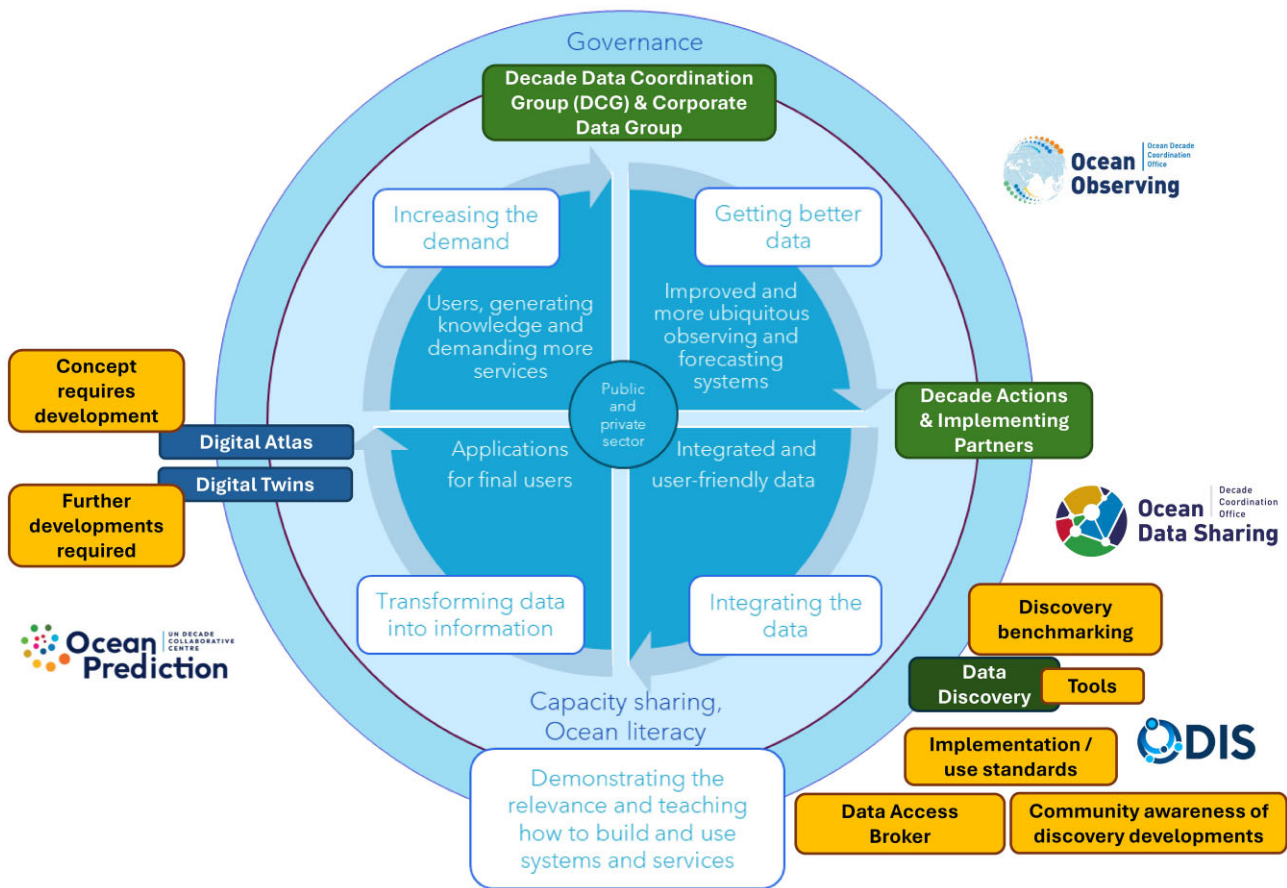 Governance
Decade Data Coordination
Group (DCG) & Corporate
Data Group
Ocean
Observing
Ocean Decade
Coordination
Office
Increasing the
demand
Getting better
data
Users, generating
knowledge and
demanding more
services
Improved and
more ubiquitous
observing and
forecasting
systems
Concept
requires
development
Public
and
private
sector
Decade Actions
& Implementing
Partners
Digital Atlas
Digital Twins
Applications
for final users
Integrated and
user-friendly data
Further
developments
required
Ocean
Data Sharing
Decade
Coordination
Office
Transforming data
into information
Integrating the
data
Discovery
benchmarking
Ocean
Prediction
UN DECADE
COLLABORATIVE
CENTRE
Data
Discovery
Tools
Capacity sharing,
Ocean literacy
Implementation /
use standards
ODIS
Demonstrating the
relevance and teaching
how to build and use
systems and services
Data Access
Broker
Community awareness of
discovery developments